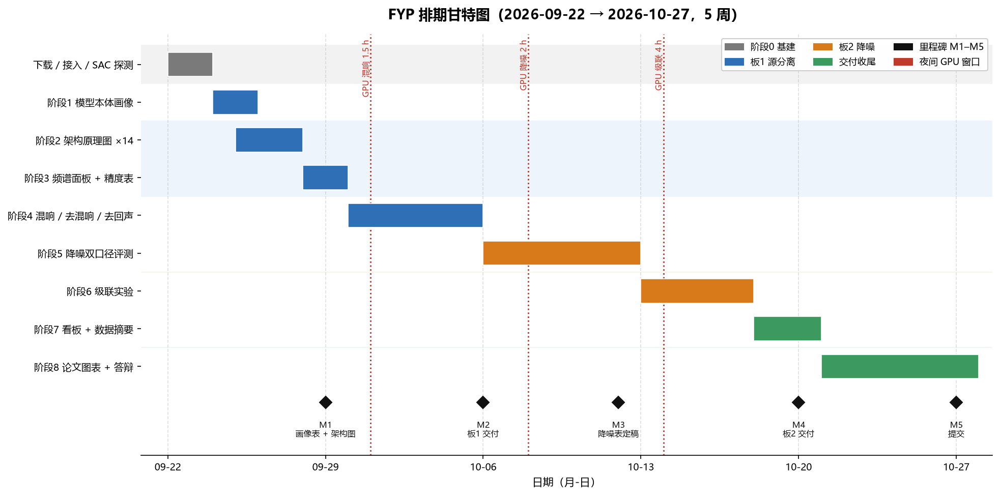 FYP 排期甘特图（2026-09-22 → 2026-10-27，5 周）
阶段0 基建
板1 源分离
板2 降噪
交付收尾
里程碑 M1–M5
夜间 GPU 窗口
GPU 混响 1.5 h
GPU 降噪 2 h
GPU 级联 4 h
下载 / 接入 / SAC 探测
阶段1 模型本体画像
阶段2 架构原理图 ×14
阶段3 频谱面板 + 精度表
阶段4 混响 / 去混响 / 去回声
阶段5 降噪双口径评测
阶段6 级联实验
阶段7 看板 + 数据摘要
阶段8 论文图表 + 答辩
M1
画像表 + 架构图
M2
板1 交付
M3
降噪表定稿
M4
板2 交付
M5
提交
09-22
09-29
10-06
10-13
10-20
10-27
日期（月-日）